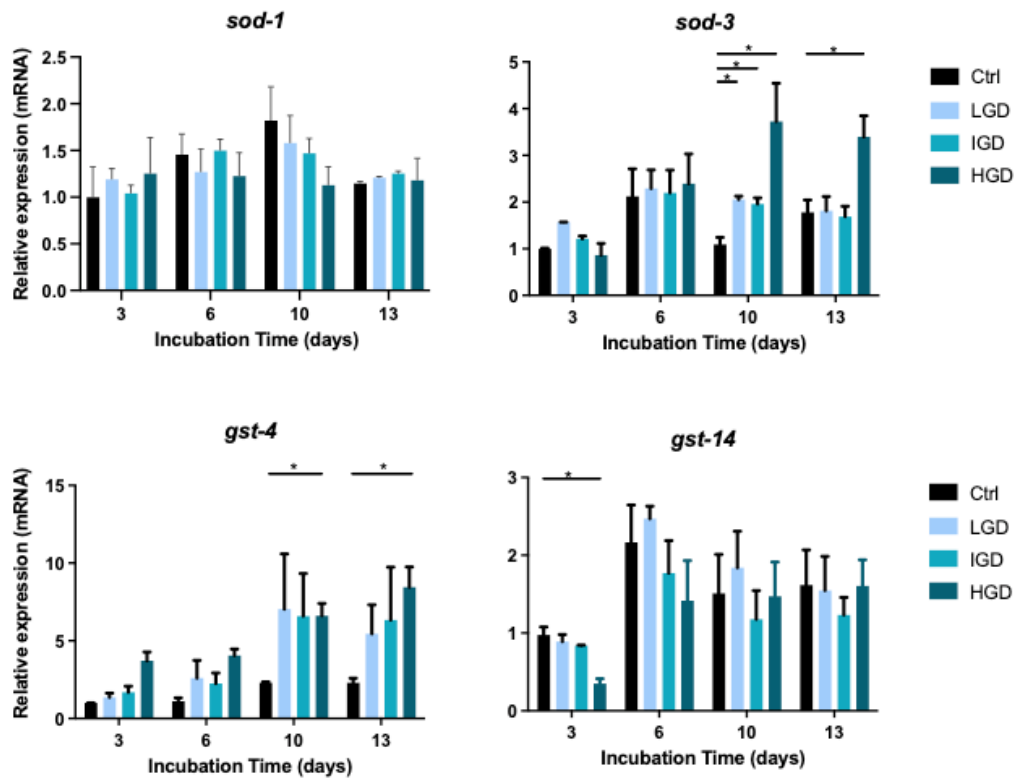 sod-1
Relative expression (mRNA)
2.5
2.0
1.5
1.0
0.5
0.0
3 6 10 13
Incubation Time (days)
sod-3
5
4
3
2
1
0
* * * *
3 6 10 13
Incubation Time (days)
Ctrl
LGD
IGD
HGD
gst-4
Relative expression (mRNA)
15
10
5
0
* *
3 6 10 13
Incubation Time (days)
gst-14
3
2
1
0
*
3 6 10 13
Incubation Time (days)
Ctrl
LGD
IGD
HGD